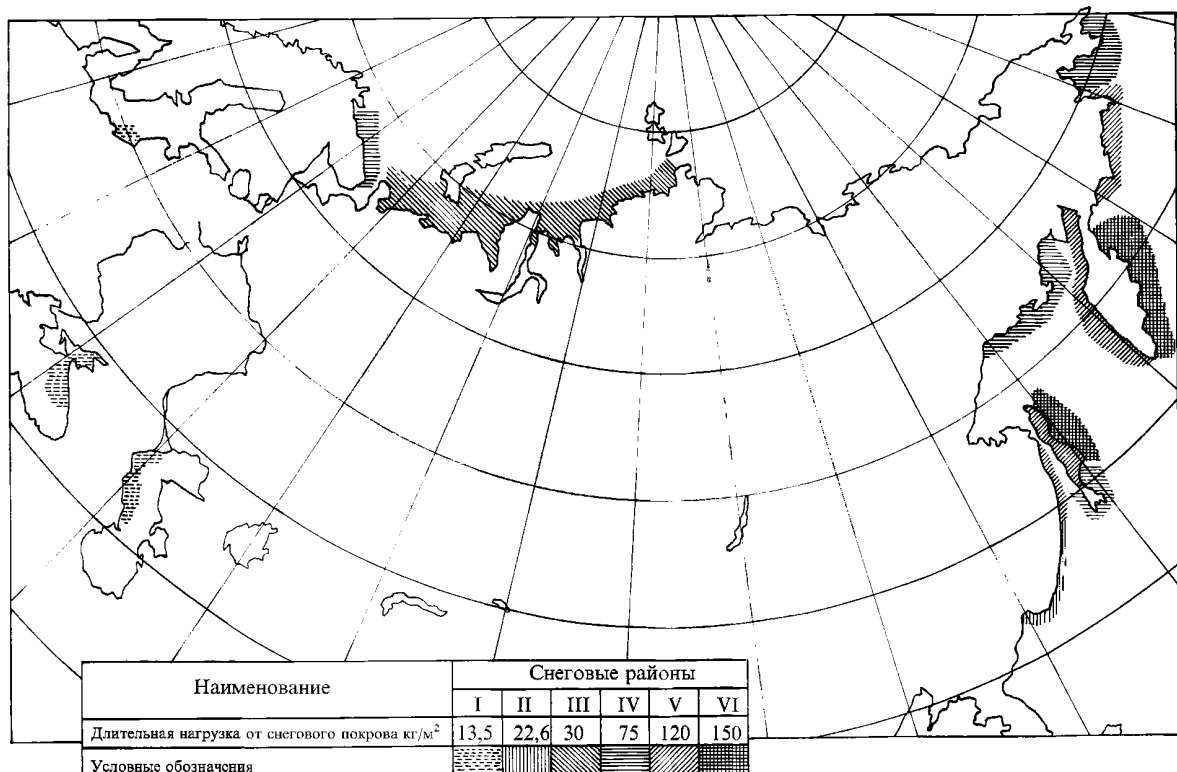 Наименование
Снеговые районы
I II III IV V VI
Длительная нагрузка от снегового покрова кг/м² 13,5 22,6 30 75 120 150
Условные обозначения